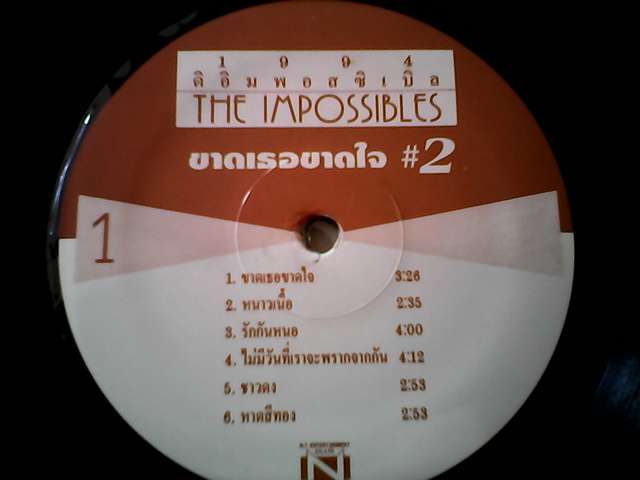 1 9 9 4
ดิ อิ ม พ อ ส ซิ เ บิ ล
THE IMPOSSIBLES
ขาดเธอขาดใจ #2
1
1. ขาดเธอขาดใจ 3:26
2. หนาวเนื้อ 2:35
3. รักกันหนอ 4:00
4. ไม่มีวันที่เราจะพรากจากกัน 4:12
5. ชาวดง 2:53
6. หาดสีทอง 2:53
N